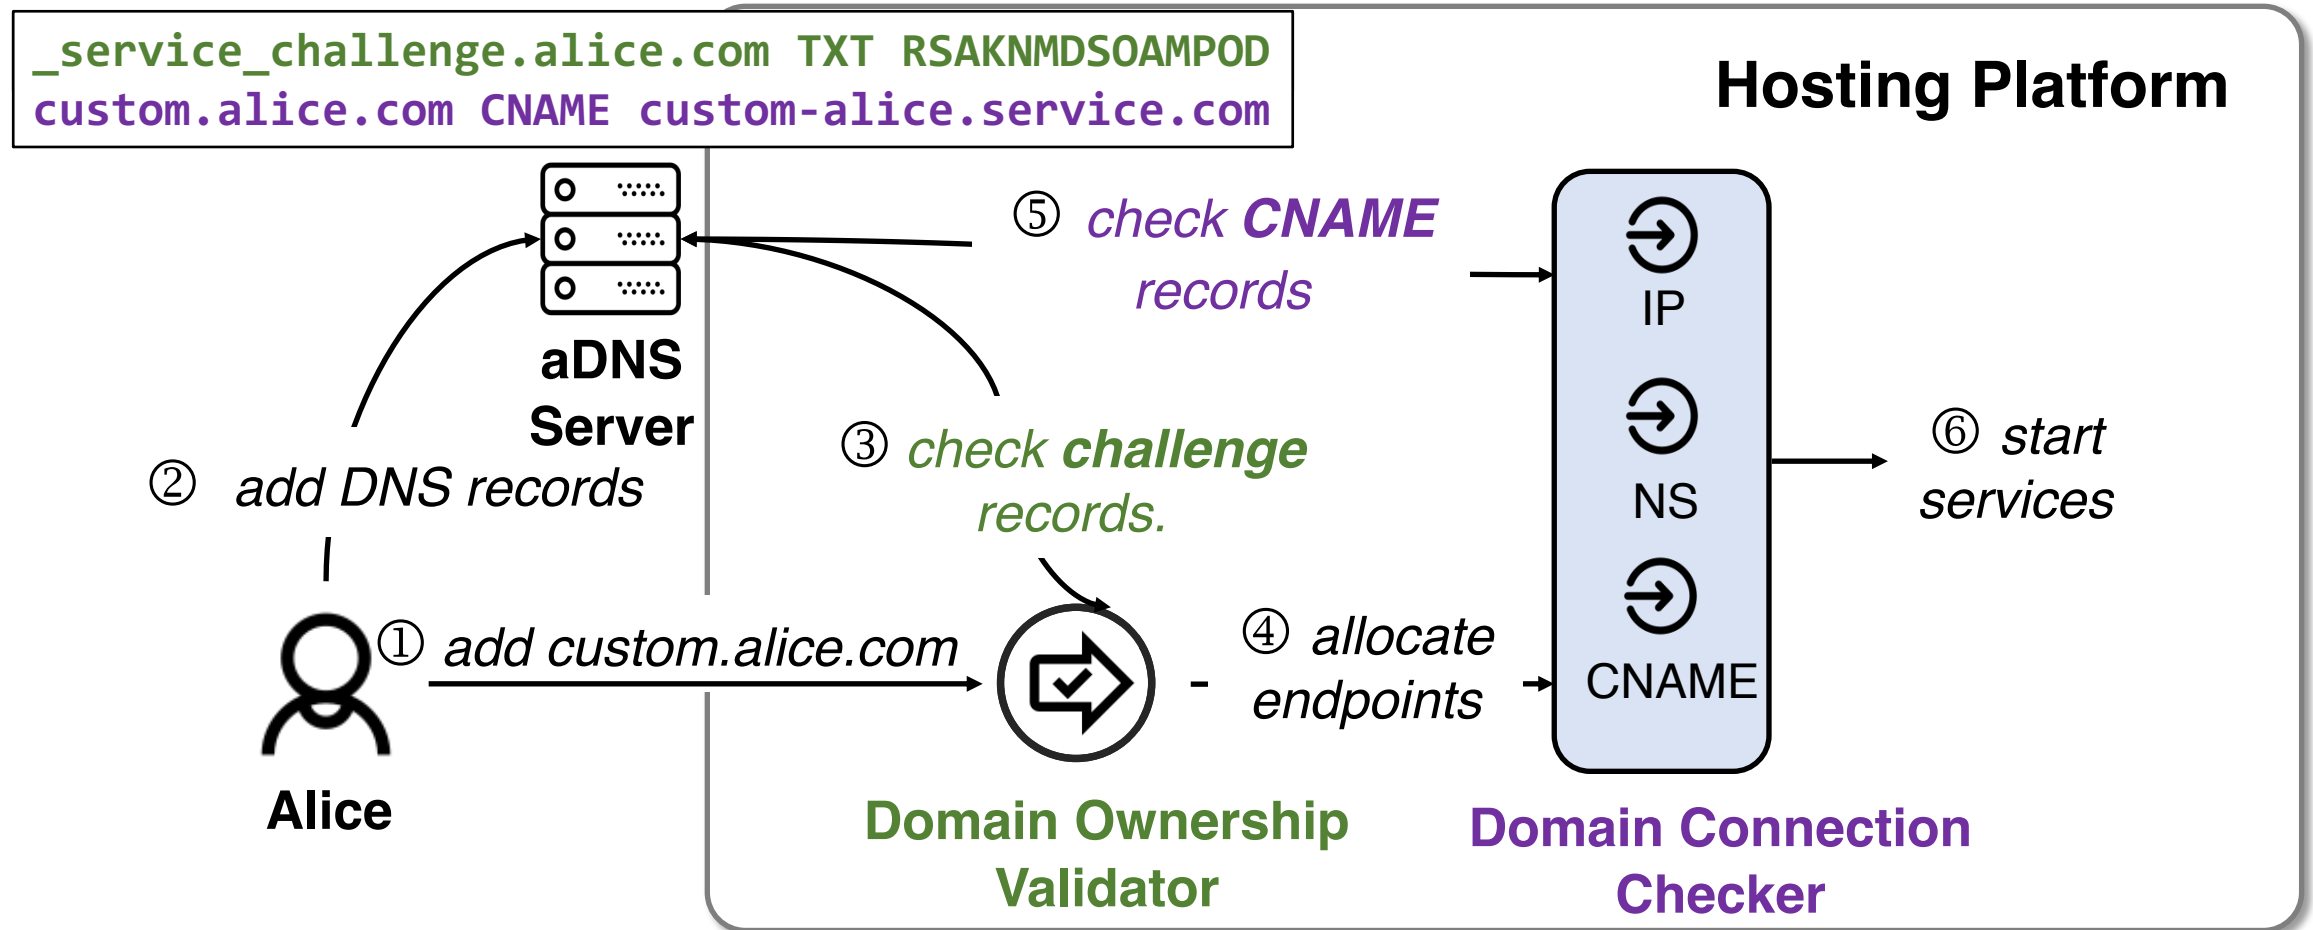 _service_challenge.alice.com TXT RSAKNMDSOAMPOD
custom.alice.com CNAME custom-alice.service.com
Hosting Platform
⑤ check CNAME
records
IP
aDNS
Server
③ check challenge
records.
② add DNS records
NS
⑥ start
services
① add custom.alice.com
④ allocate
endpoints
CNAME
Alice
Domain Ownership
Validator
Domain Connection
Checker